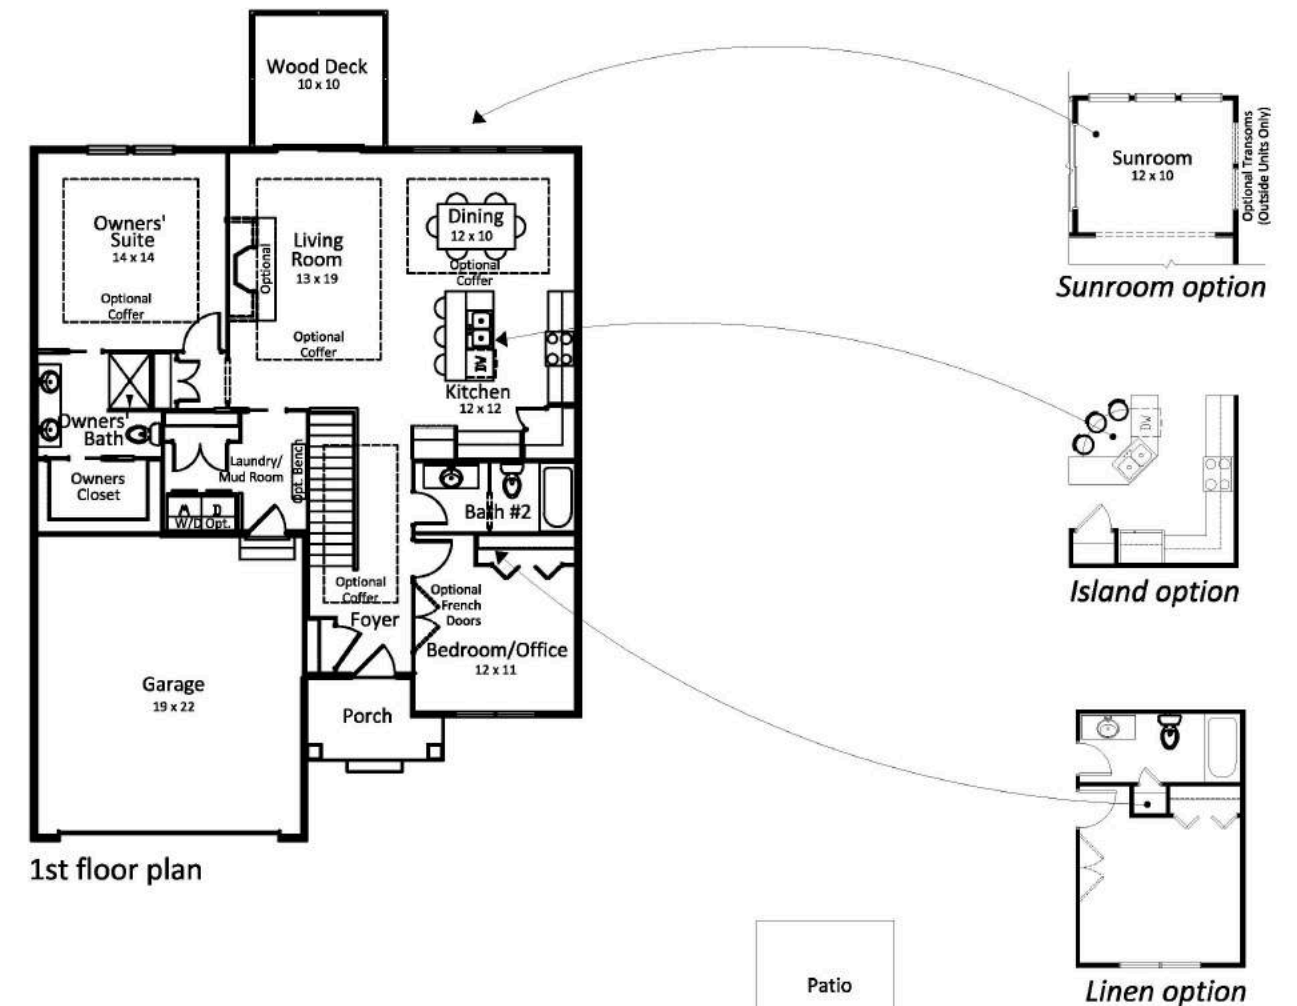 Wood Deck
10 x 10
Owners'
Suite
14 x 14
Optional
Coffer
Optional
Living
Room
13 x 19
Optional
Coffer
Dining
12 x 10
Optional
Coffer
DW
Kitchen
12 x 12
Owners'
Bath
Owners
Closet
Laundry/
Mud Room
Opt. Bench
W D
W/D Opt.
Bath #2
Optional
Coffer
Foyer
Optional
French
Doors
Bedroom/Office
12 x 11
Garage
19 x 22
Porch
1st floor plan
Sunroom
12 x 10
Optional Transoms
(Outside Units Only)
Sunroom option
DW
Island option
Linen option
Patio